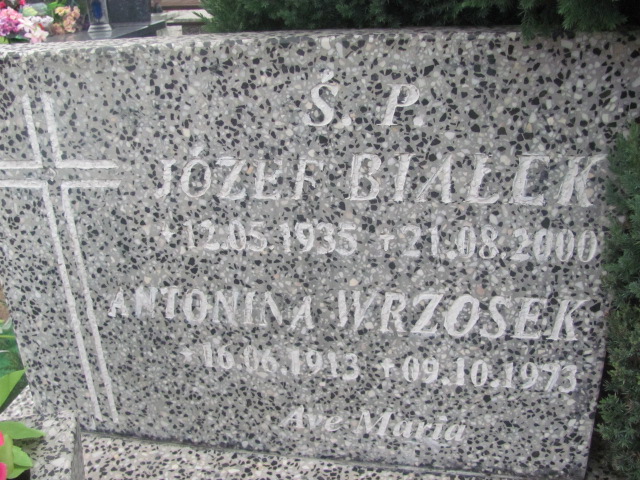 Ś. P.
JÓZEF BIAŁEK
*12.05.1935 +21.08.2000
ANTONINA WRZOSEK
*16.06.1913 +09.10.1973
Ave Maria